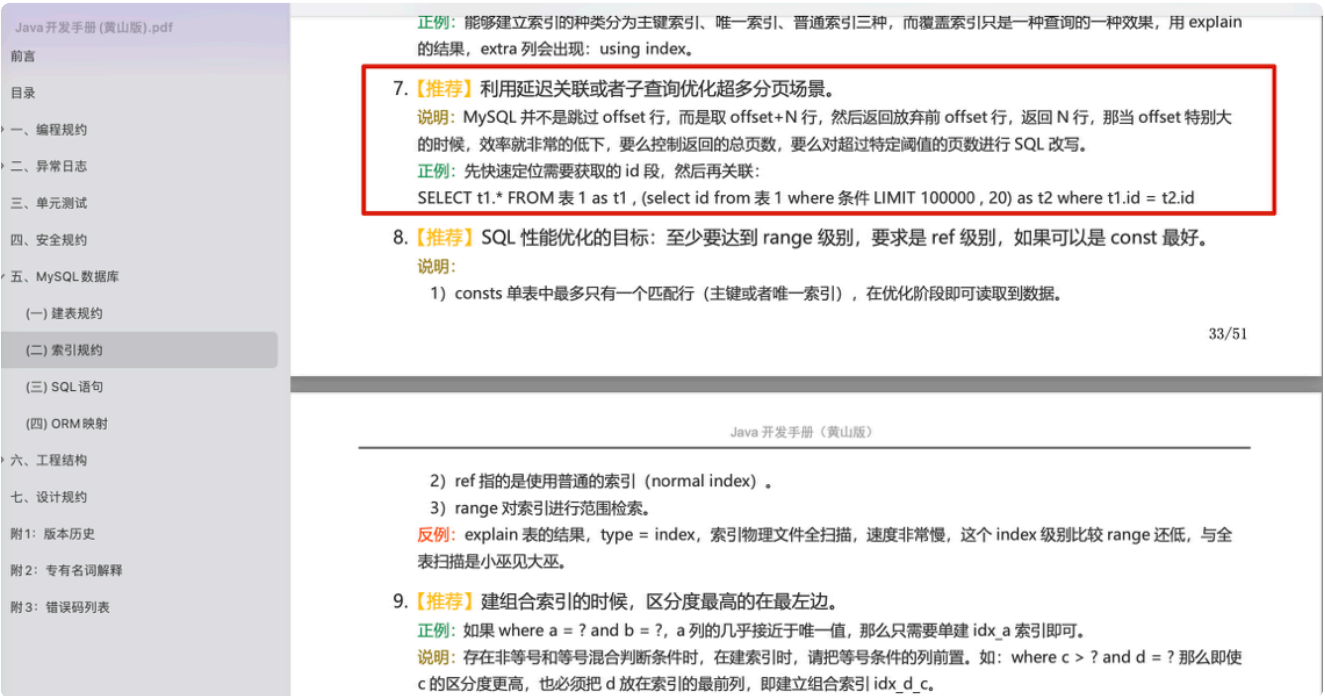 Java开发手册(黄山版).pdf
前言
目录
一、编程规约
二、异常日志
三、单元测试
四、安全规约
五、MySQL数据库
(一) 建表规约
(二) 索引规约
(三) SQL语句
(四) ORM映射
六、工程结构
七、设计规约
附1：版本历史
附2：专有名词解释
附3：错误码列表
正例：能够建立索引的种类分为主键索引、唯一索引、普通索引三种，而覆盖索引只是一种查询的一种效果，用 explain
的结果，extra 列会出现：using index。
7.【推荐】利用延迟关联或者子查询优化超多分页场景。
说明：MySQL 并不是跳过 offset 行，而是取 offset+N 行，然后返回放弃前 offset 行，返回 N 行，那当 offset 特别大
的时候，效率就非常的低下，要么控制返回的总页数，要么对超过特定阈值的页数进行 SQL 改写。
正例：先快速定位需要获取的 id 段，然后再关联：
SELECT t1.* FROM 表 1 as t1 , (select id from 表 1 where 条件 LIMIT 100000 , 20) as t2 where t1.id = t2.id
8.【推荐】SQL 性能优化的目标：至少要达到 range 级别，要求是 ref 级别，如果可以是 const 最好。
说明：
1）consts 单表中最多只有一个匹配行（主键或者唯一索引），在优化阶段即可读取到数据。
33/51
Java 开发手册（黄山版）
2）ref 指的是使用普通的索引（normal index）。
3）range 对索引进行范围检索。
反例：explain 表的结果，type = index，索引物理文件全扫描，速度非常慢，这个 index 级别比较 range 还低，与全
表扫描是小巫见大巫。
9.【推荐】建组合索引的时候，区分度最高的在最左边。
正例：如果 where a = ? and b = ?，a 列的几乎接近于唯一值，那么只需要单建 idx_a 索引即可。
说明：存在非等号和等号混合判断条件时，在建索引时，请把等号条件的列前置。如：where c > ? and d = ? 那么即使
c 的区分度更高，也必须把 d 放在索引的最前列，即建立组合索引 idx_d_c。